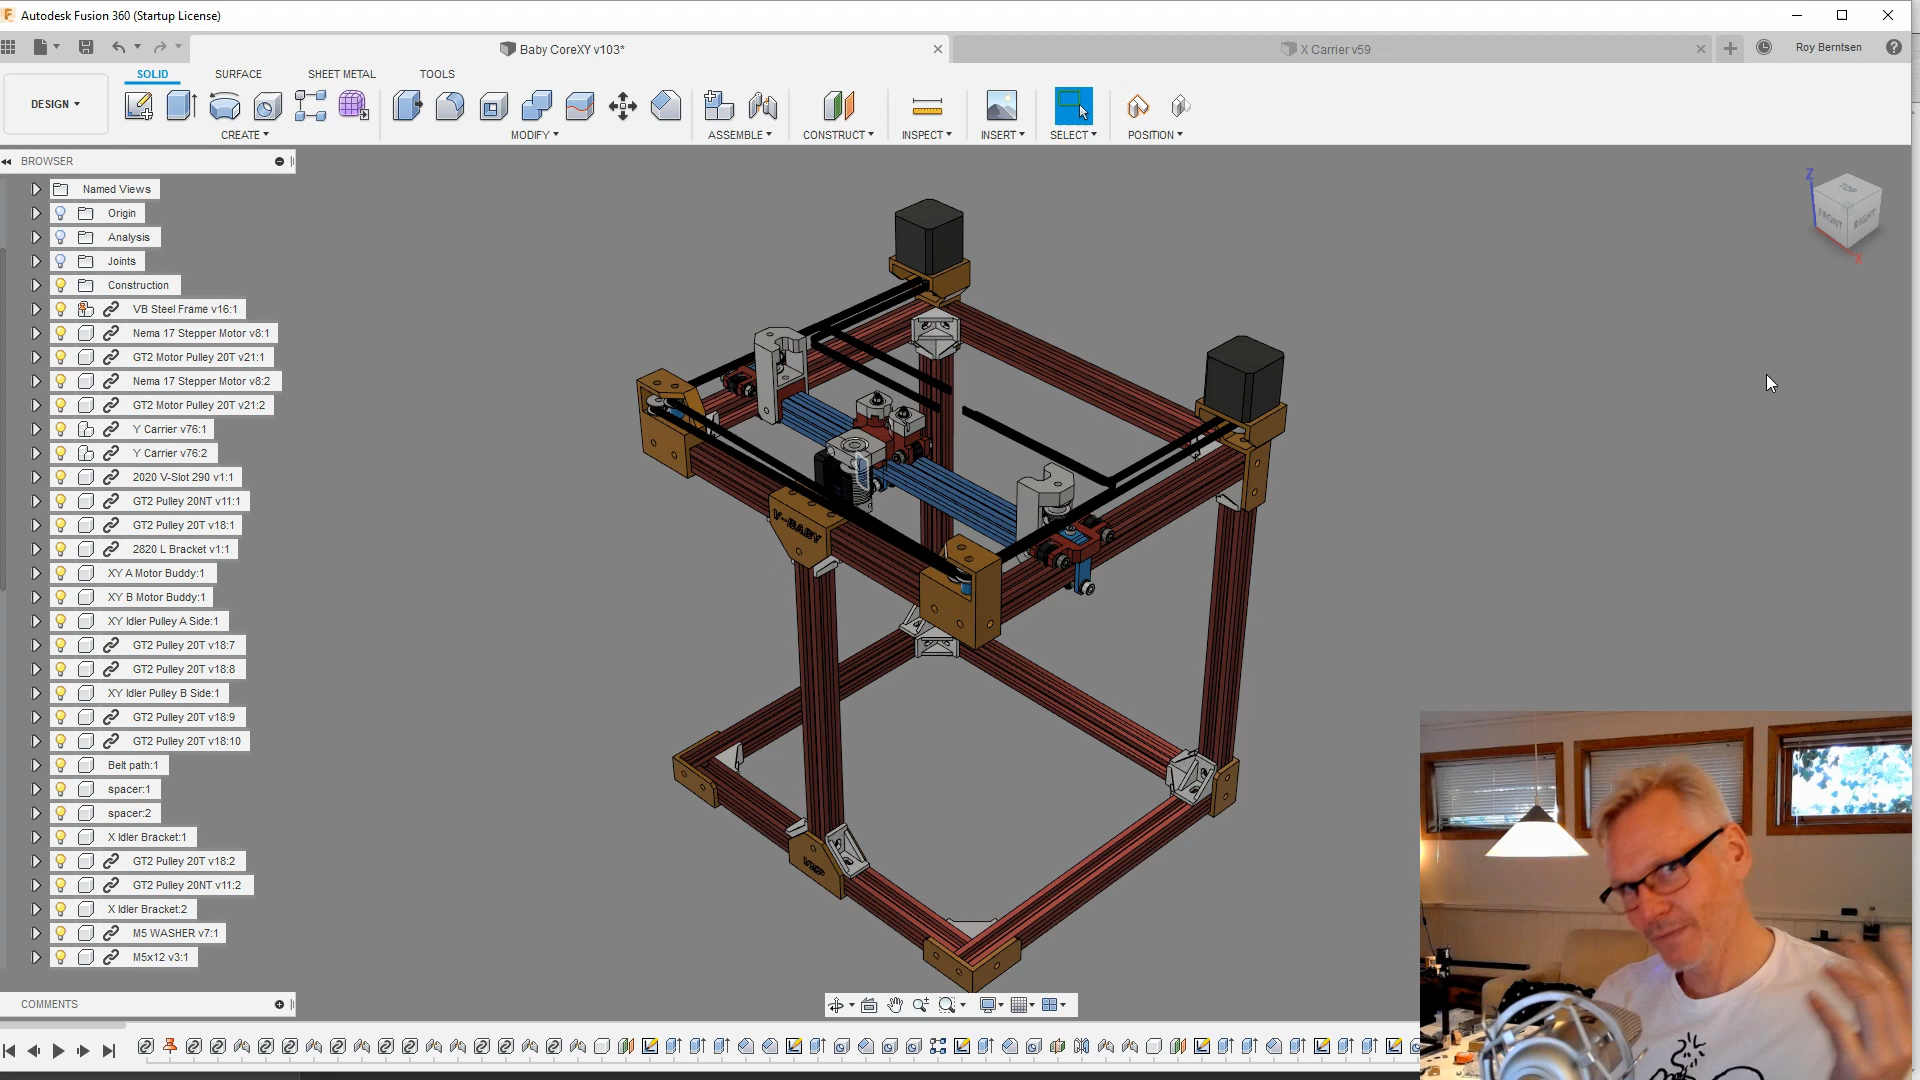 Autodesk Fusion 360 (Startup License)
Baby CoreXY v103*
X Carrier v59
Roy Berntsen
DESIGN
SOLID
SURFACE
SHEET METAL
TOOLS
CREATE
MODIFY
ASSEMBLE
CONSTRUCT
INSPECT
INSERT
SELECT
POSITION
BROWSER
Named Views
Origin
Analysis
Joints
Construction
VB Steel Frame v16:1
Nema 17 Stepper Motor v8:1
GT2 Motor Pulley 20T v21:1
Nema 17 Stepper Motor v8:2
GT2 Motor Pulley 20T v21:2
Y Carrier v76:1
Y Carrier v76:2
2020 V-Slot 290 v1:1
GT2 Pulley 20NT v11:1
GT2 Pulley 20T v18:1
2820 L Bracket v1:1
XY A Motor Buddy:1
XY B Motor Buddy:1
XY Idler Pulley A Side:1
GT2 Pulley 20T v18:7
GT2 Pulley 20T v18:8
XY Idler Pulley B Side:1
GT2 Pulley 20T v18:9
GT2 Pulley 20T v18:10
Belt path:1
spacer:1
spacer:2
X Idler Bracket:1
GT2 Pulley 20T v18:2
GT2 Pulley 20NT v11:2
X Idler Bracket:2
M5 WASHER v7:1
M5x12 v3:1
COMMENTS
Z
TOP
FRONT
RIGHT
X
V-BABY
VRP